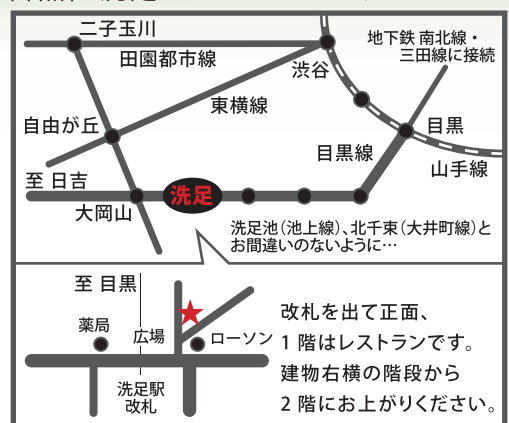 二子玉川
田園都市線
渋谷
地下鉄 南北線・
三田線に接続
東横線
自由が丘
目黒
目黒線
山手線
至 日吉
洗足
大岡山
洗足池（池上線）、北千束（大井町線）と
お間違いのないように…
至 目黒
薬局
広場
ローソン
洗足駅
改札
改札を出て正面、
1 階はレストランです。
建物右横の階段から
2 階にお上がりください。